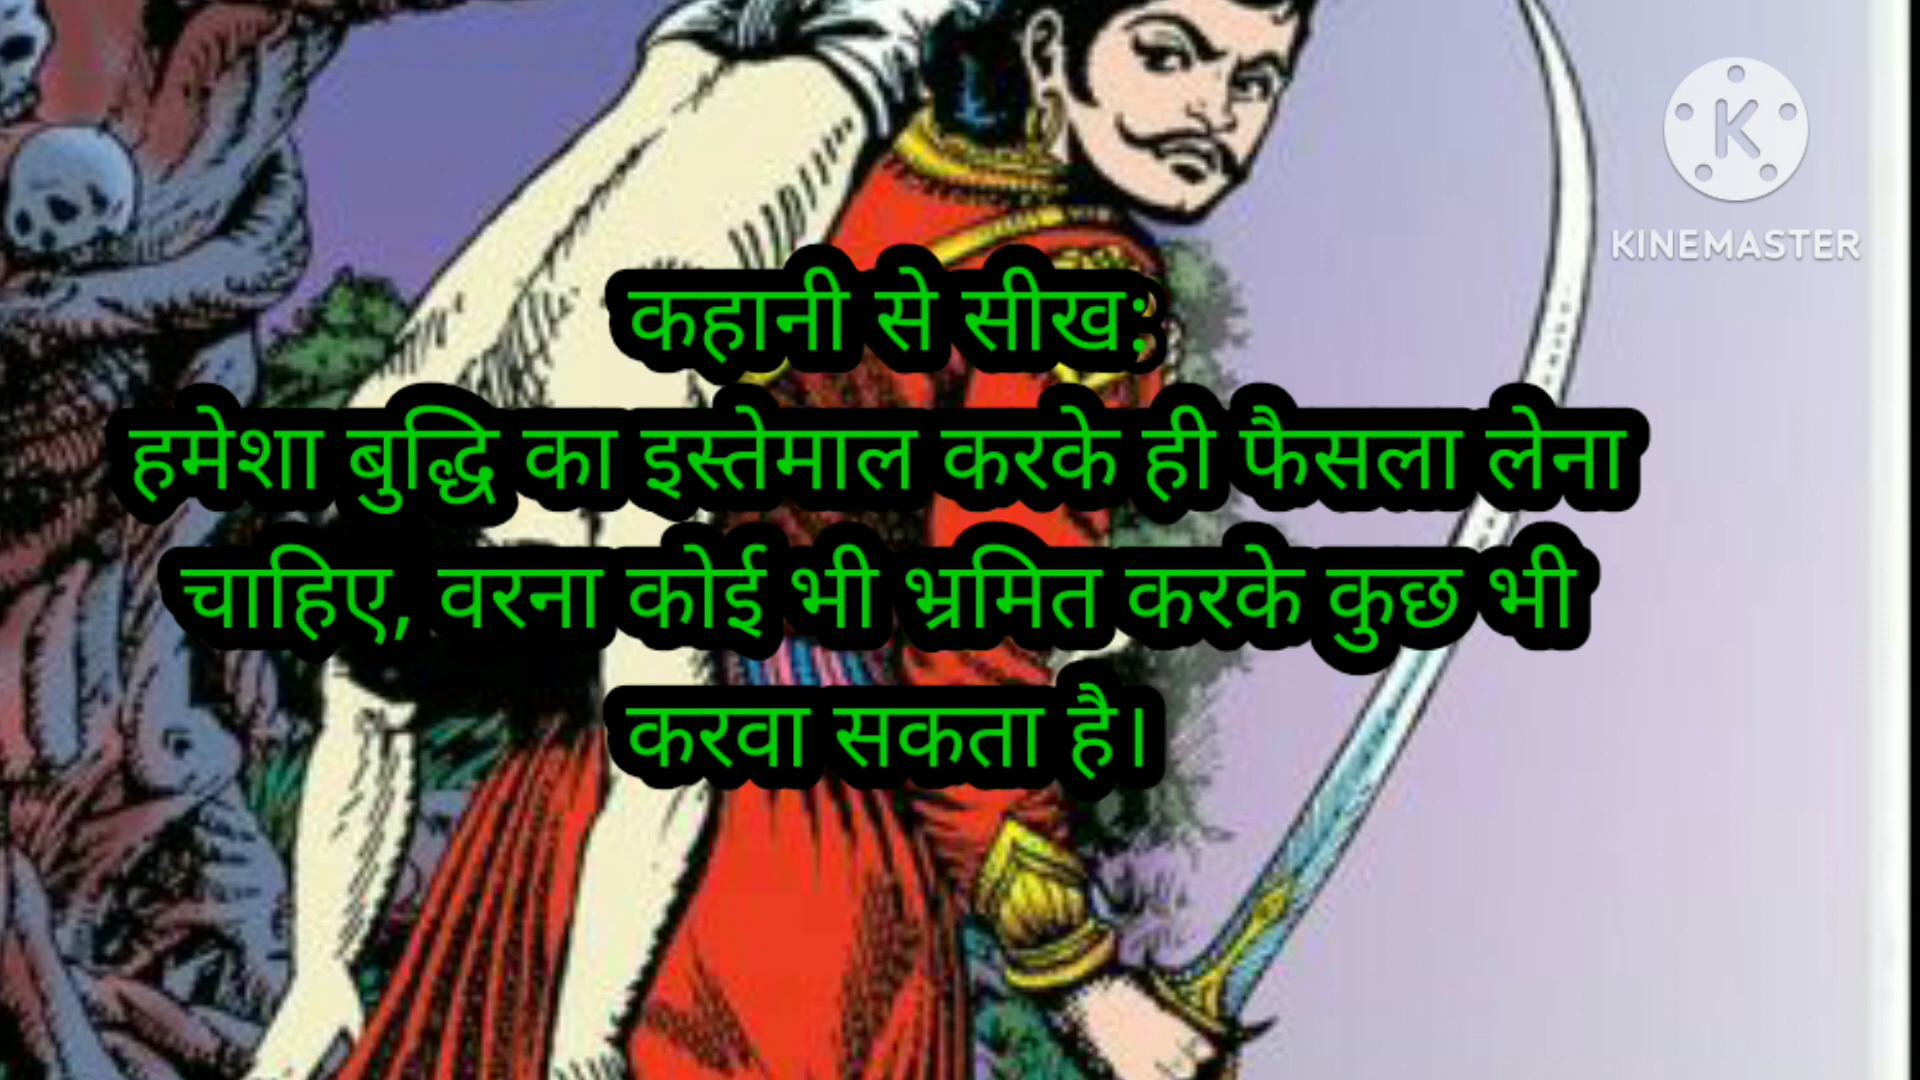 K
KINEMASTER
कहानी से सीख:
हमेशा बुद्धि का इस्तेमाल करके ही फैसला लेना
चाहिए, वरना कोई भी भ्रमित करके कुछ भी
करवा सकता है।